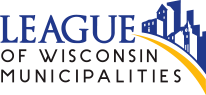 LEAGUE
OF WISCONSIN
MUNICIPALITIES